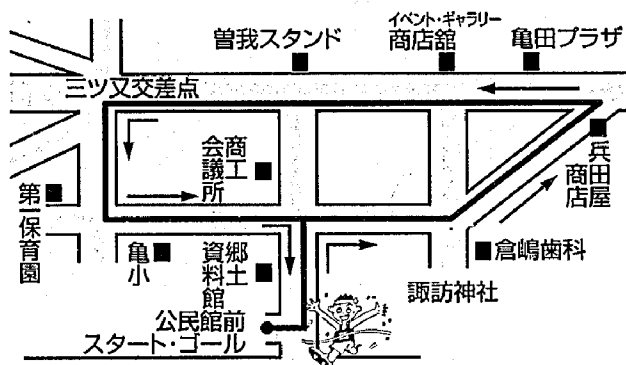 イベント・ギャラリー
曽我スタンド
商店舘
亀田プラザ
三ツ又交差点
商工
会議所
兵田屋
商店
第一保育園
亀小
郷土
資料館
倉嶋歯科
諏訪神社
公民館前
スタート・ゴール